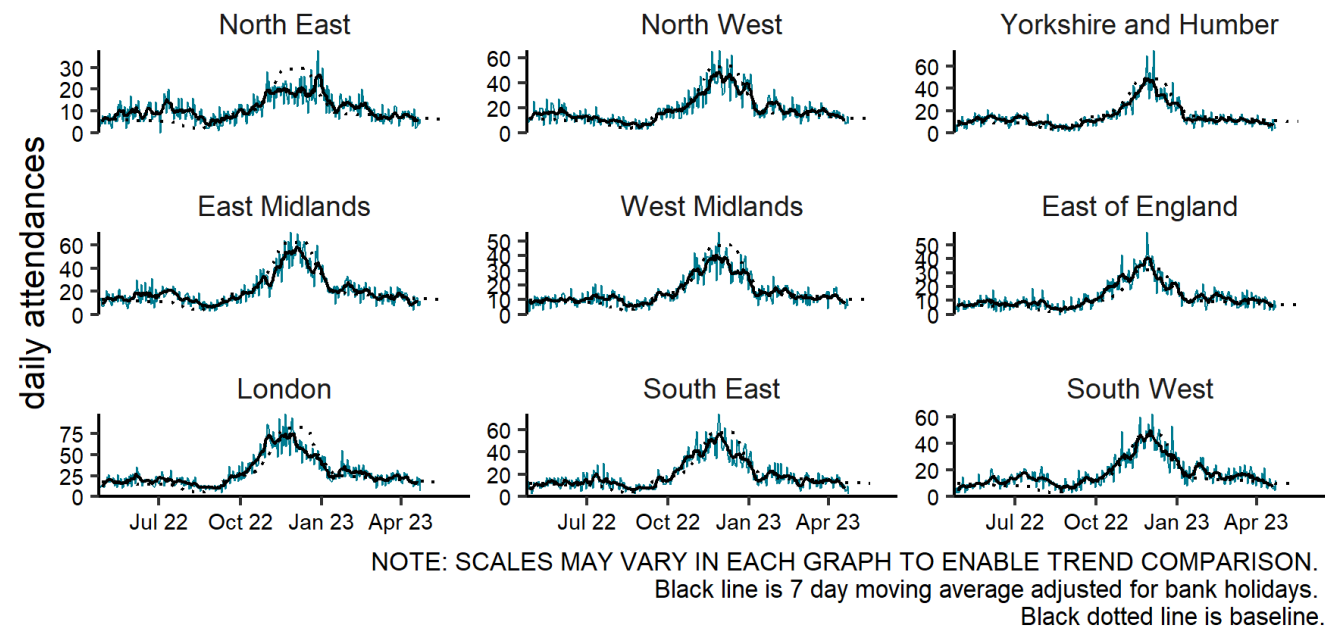 North East
North West
Yorkshire and Humber
30
20
10
0
60
40
20
0
60
40
20
0
daily attendances
East Midlands
West Midlands
East of England
60
40
20
0
50
40
30
20
10
0
50
40
30
20
10
0
London
South East
South West
75
50
25
0
60
40
20
0
60
40
20
0
Jul 22 Oct 22 Jan 23 Apr 23
Jul 22 Oct 22 Jan 23 Apr 23
Jul 22 Oct 22 Jan 23 Apr 23
NOTE: SCALES MAY VARY IN EACH GRAPH TO ENABLE TREND COMPARISON.
Black line is 7 day moving average adjusted for bank holidays.
Black dotted line is baseline.